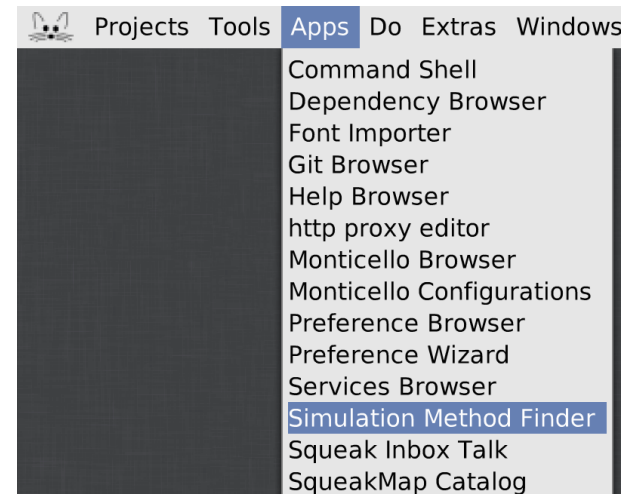 Projects Tools Apps Do Extras Windows
Command Shell
Dependency Browser
Font Importer
Git Browser
Help Browser
http proxy editor
Monticello Browser
Monticello Configurations
Preference Browser
Preference Wizard
Services Browser
Simulation Method Finder
Squeak Inbox Talk
SqueakMap Catalog